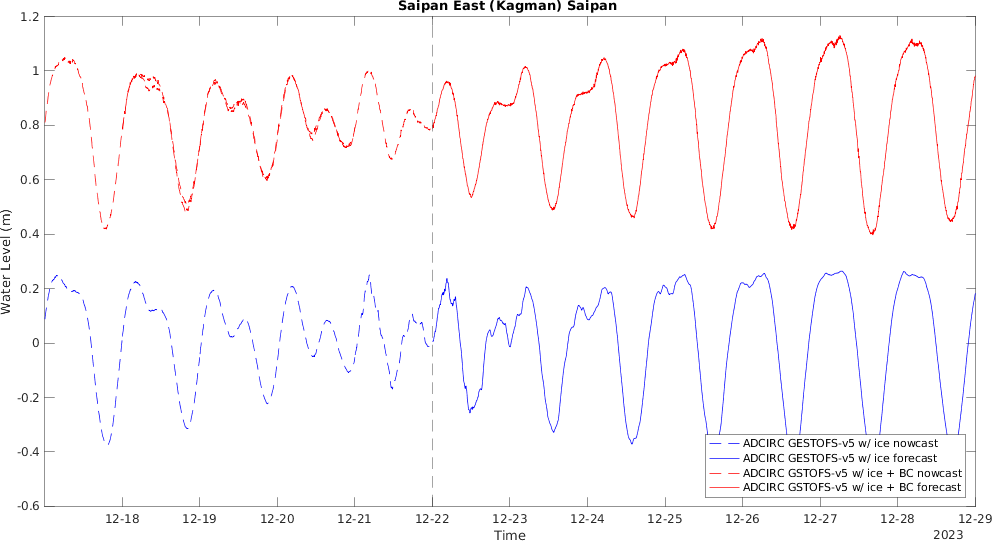 Saipan East (Kagman) Saipan
1.2
1
0.8
0.6
0.4
0.2
0
-0.2
-0.4
-0.6
Water Level (m)
ADCIRC GESTOFS-v5 w/ ice nowcast
ADCIRC GESTOFS-v5 w/ ice forecast
ADCIRC GSTOFS-v5 w/ ice + BC nowcast
ADCIRC GSTOFS-v5 w/ ice + BC forecast
12-18 12-19 12-20 12-21 12-22 12-23 12-24 12-25 12-26 12-27 12-28 12-29
Time
2023